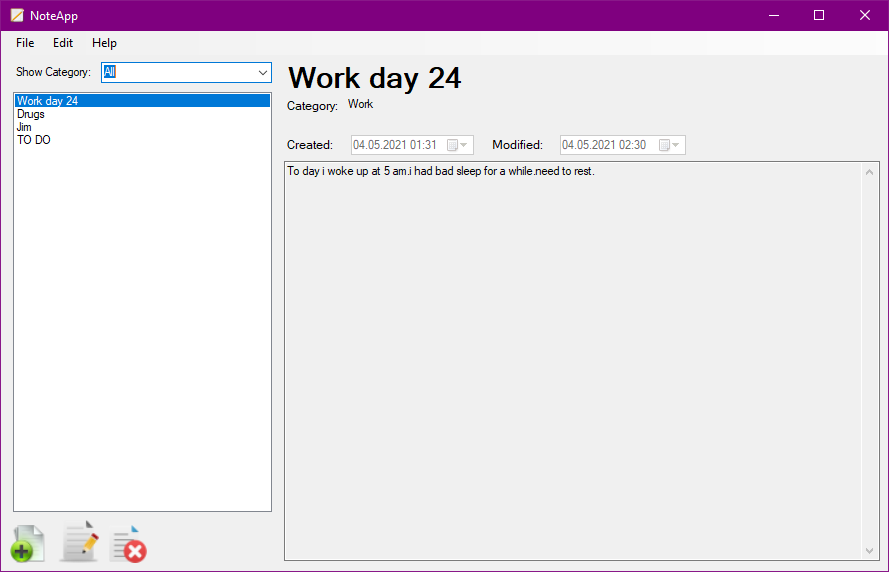 NoteApp
File Edit Help
Show Category: All
Work day 24
Drugs
Jim
TO DO
Work day 24
Category: Work
Created: 04.05.2021 01:31 Modified: 04.05.2021 02:30
To day i woke up at 5 am.i had bad sleep for a while.need to rest.